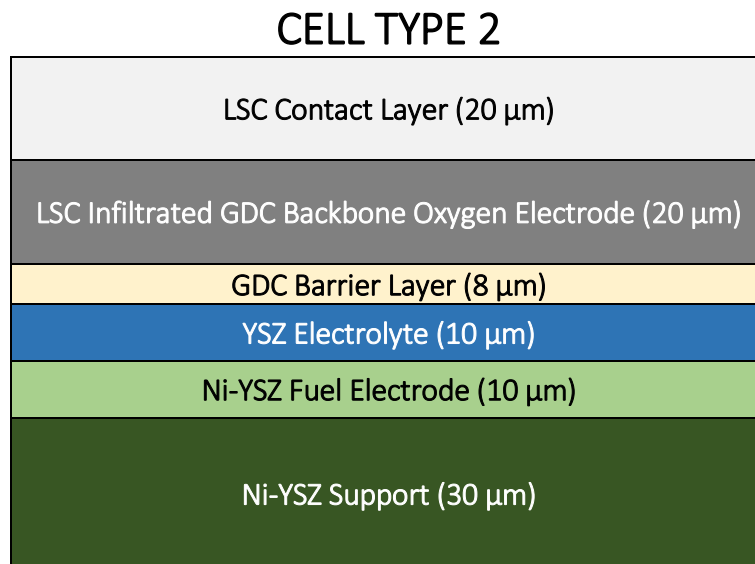 CELL TYPE 2
LSC Contact Layer (20 µm)
LSC Infiltrated GDC Backbone Oxygen Electrode (20 µm)
GDC Barrier Layer (8 µm)
YSZ Electrolyte (10 µm)
Ni-YSZ Fuel Electrode (10 µm)
Ni-YSZ Support (30 µm)